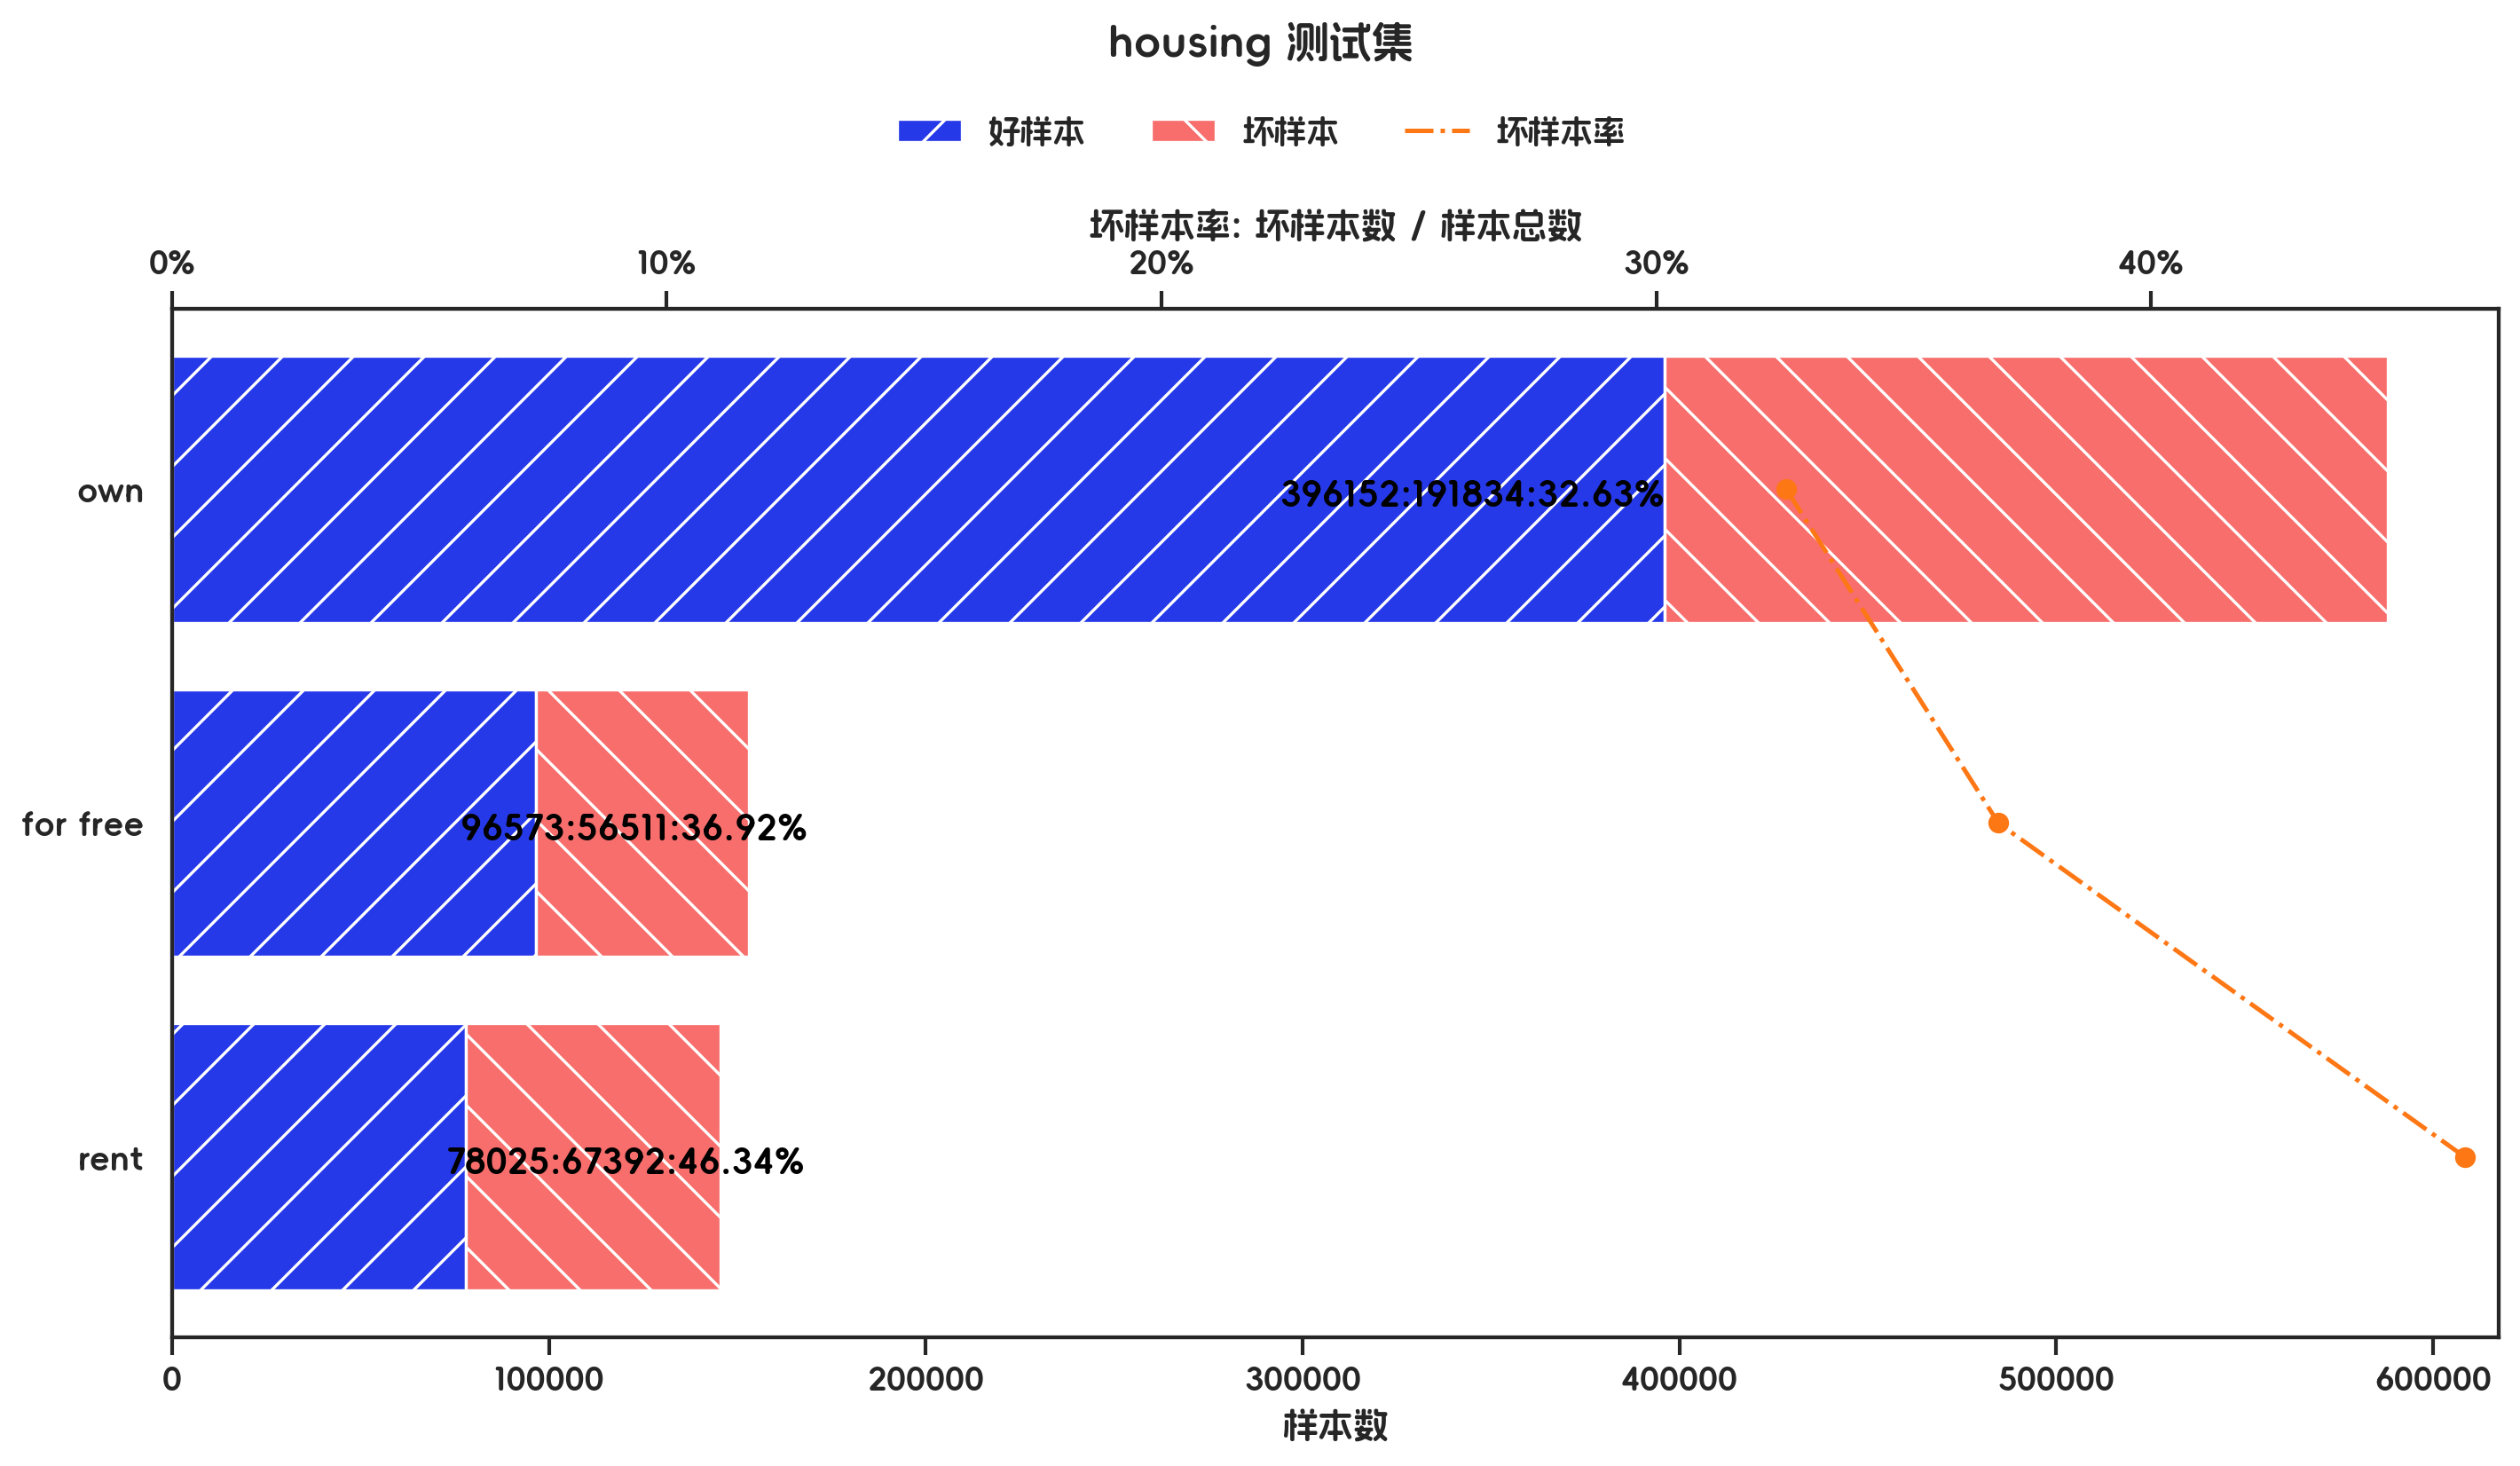 housing 测试集
好样本 坏样本 坏样本率
坏样本率: 坏样本数 / 样本总数
0% 10% 20% 30% 40%
own
396152:191834:32.63%
for free
96573:56511:36.92%
rent
78025:67392:46.34%
0 100000 200000 300000 400000 500000 600000
样本数